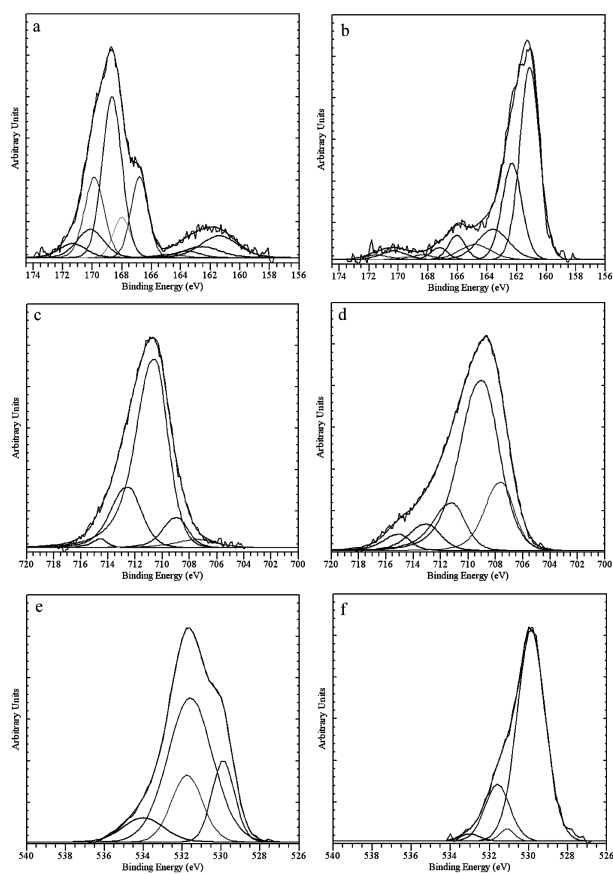 a
Arbitrary Units
174 172 170 168 166 164 162 160 158 156
Binding Energy (eV)
b
Arbitrary Units
174 172 170 168 166 164 162 160 158 156
Binding Energy (eV)
c
Arbitrary Units
720 718 716 714 712 710 708 706 704 702 700
Binding Energy (eV)
d
Arbitrary Units
720 718 716 714 712 710 708 706 704 702 700
Binding Energy (eV)
e
Arbitrary Units
540 538 536 534 532 530 528 526
Binding Energy (eV)
f
Arbitrary Units
540 538 536 534 532 530 528 526
Binding Energy (eV)